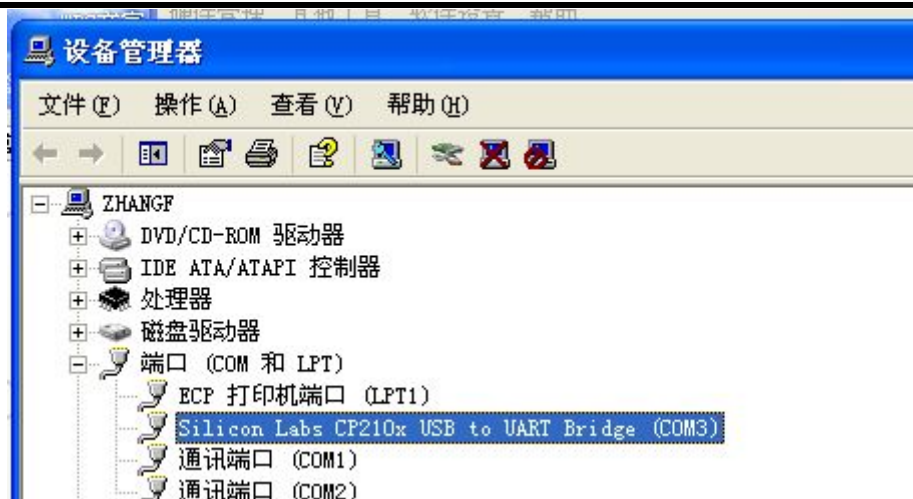 设备管理器
文件(F) 操作(A) 查看(V) 帮助(H)
ZHANGF
DVD/CD-ROM 驱动器
IDE ATA/ATAPI 控制器
处理器
磁盘驱动器
端口 (COM 和 LPT)
ECP 打印机端口 (LPT1)
Silicon Labs CP210x USB to UART Bridge (COM3)
通讯端口 (COM1)
通讯端口 (COM2)